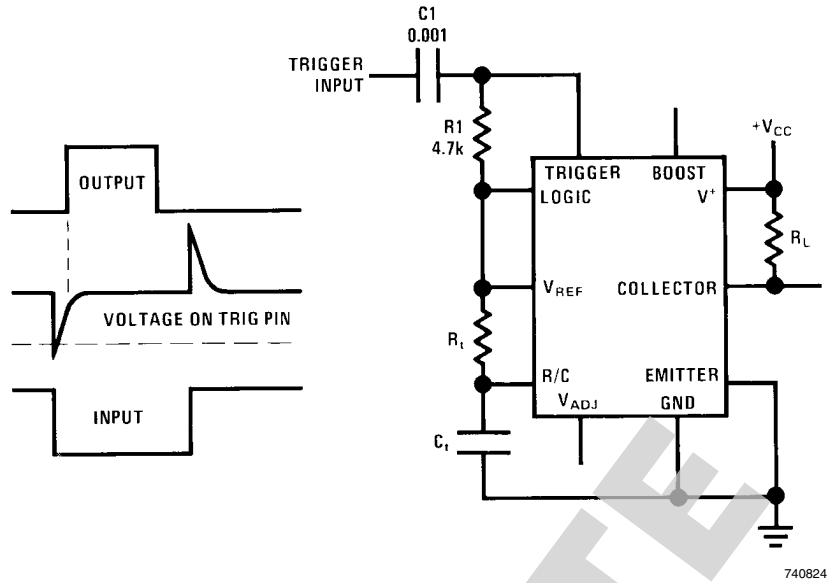 C1
0.001
TRIGGER
INPUT
R1
4.7k
+VCC
OUTPUT
TRIGGER
BOOST
LOGIC
V+
RL
VREF
COLLECTOR
VOLTAGE ON TRIG PIN
Rt
R/C
EMITTER
VADJ
GND
INPUT
Ct
TE
740824